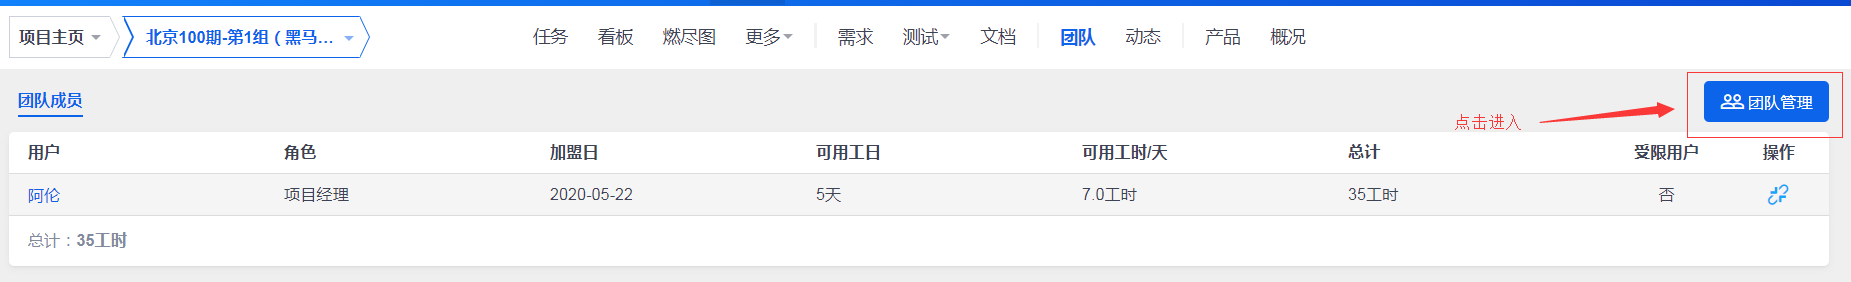 项目主页 北京100期-第1组（黑马... 任务 看板 燃尽图 更多 需求 测试 文档 团队 动态 产品 概况
团队成员
团队管理
点击进入
用户 角色 加盟日 可用工日 可用工时/天 总计 受限用户 操作
阿伦 项目经理 2020-05-22 5天 7.0工时 35工时 否
总计：35工时